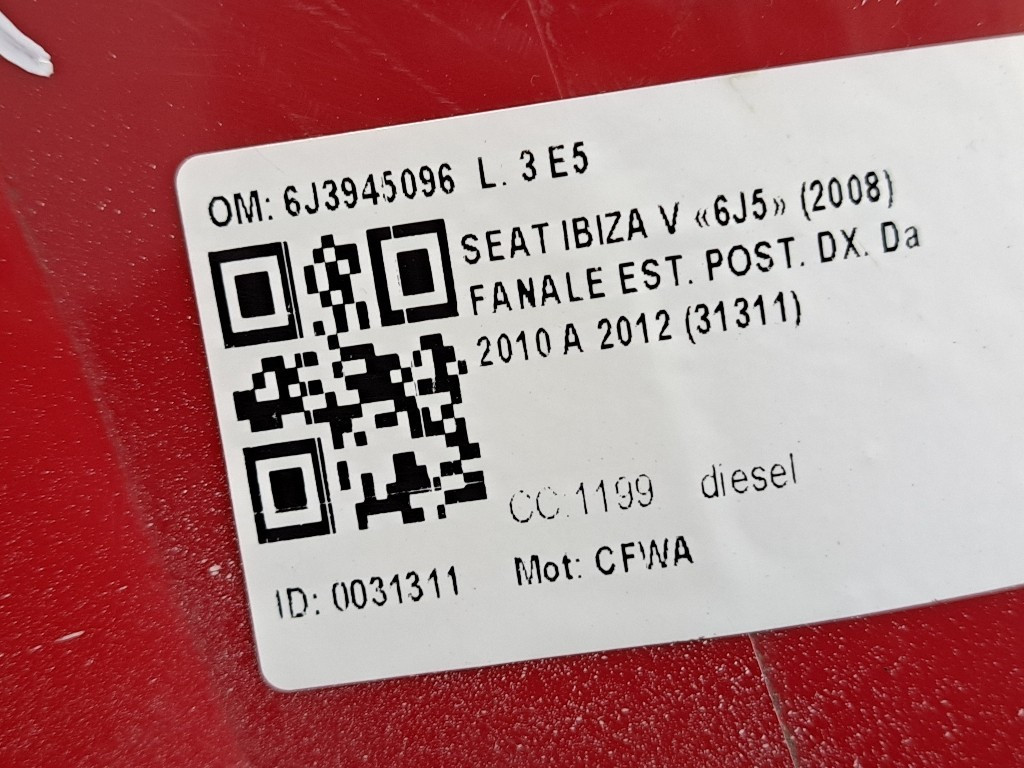 OM: 6J3945096 L. 3 E5
SEAT IBIZA V «6J5» (2008)
FANALE EST. POST. DX. Da
2010 A 2012 (31311)
CC:1199 diesel
Mot: CFWA
ID: 0031311